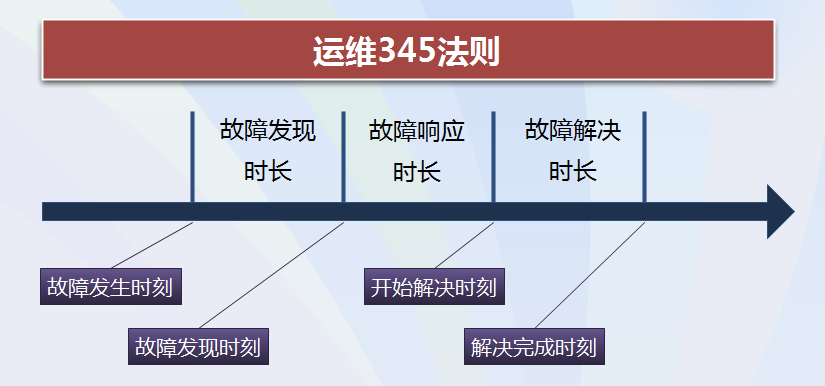 运维345法则
故障发现
时长
故障响应
时长
故障解决
时长
故障发生时刻
故障发现时刻
开始解决时刻
解决完成时刻